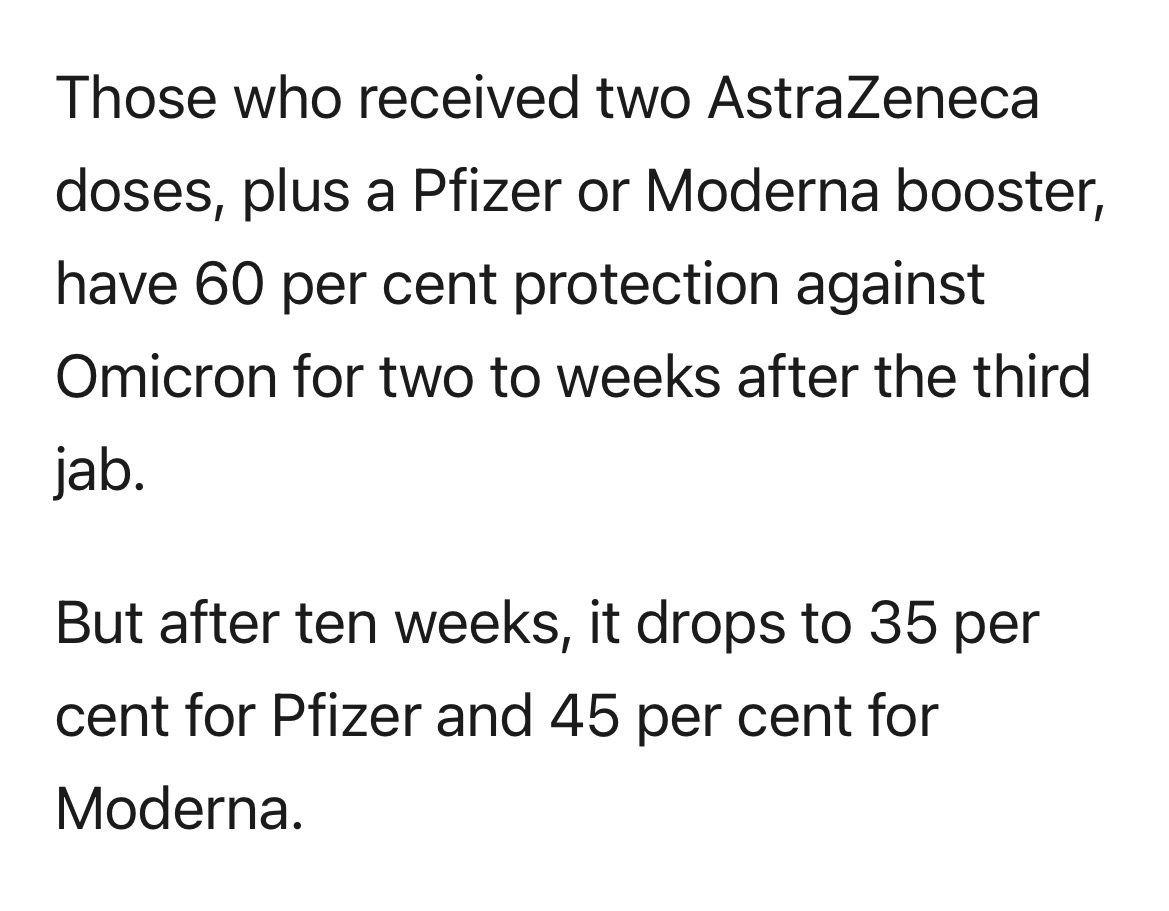 Those who received two AstraZeneca
doses, plus a Pfizer or Moderna booster,
have 60 per cent protection against
Omicron for two to weeks after the third
jab.
But after ten weeks, it drops to 35 per
cent for Pfizer and 45 per cent for
Moderna.